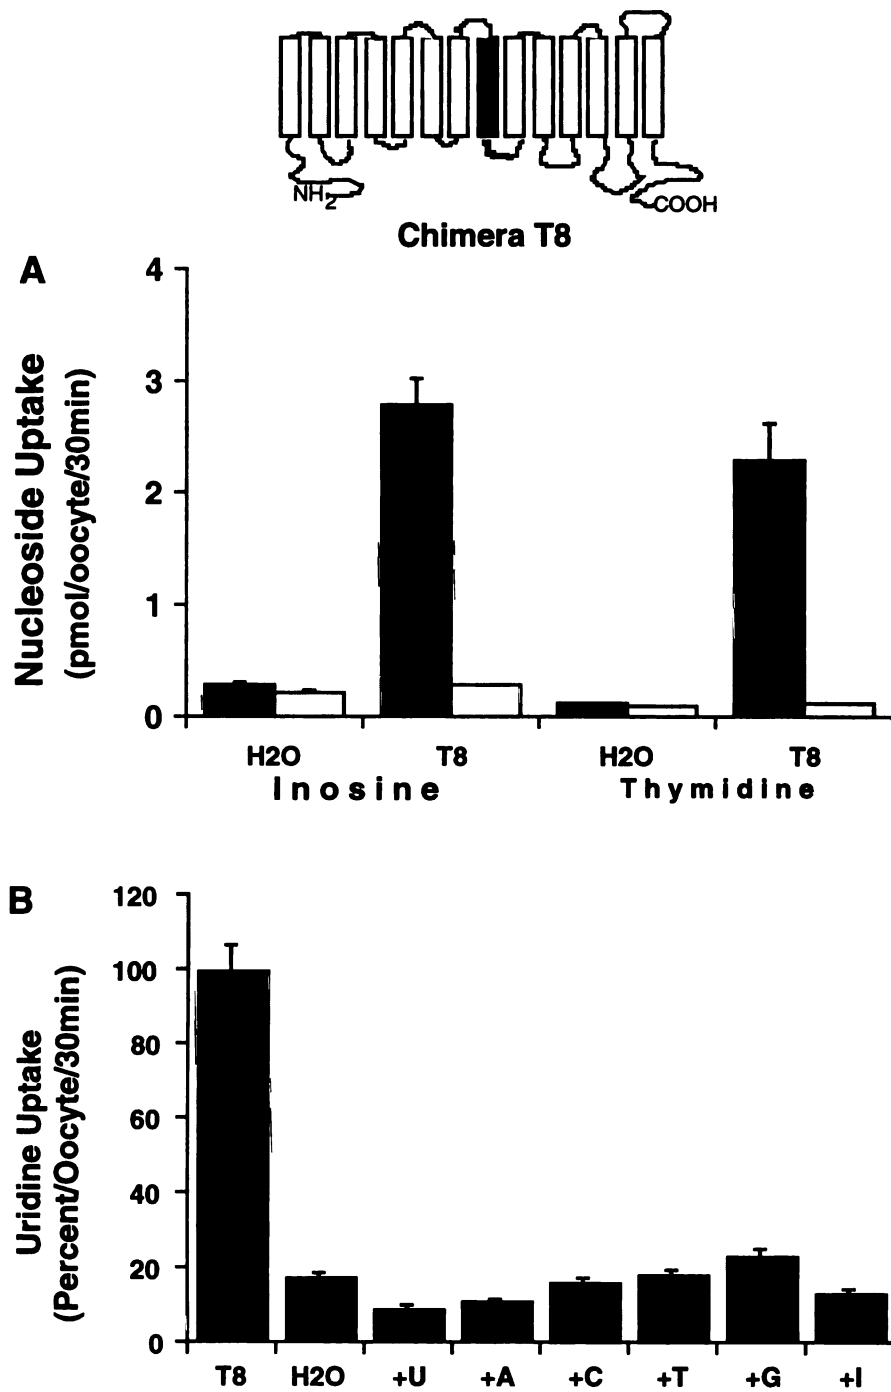 NH2
COOH
Chimera T8
A
Nucleoside Uptake
(pmol/oocyte/30min)
4
3
2
1
0
H2O T8 H2O T8
Inosine Thymidine
B
Uridine Uptake
(Percent/Oocyte/30min)
120
100
80
60
40
20
0
T8 H2O +U +A +C +T +G +I